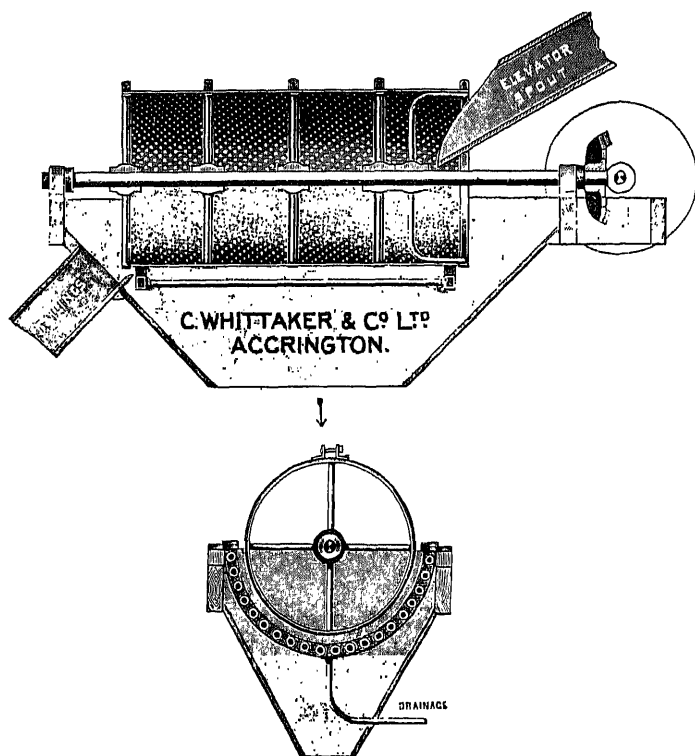 ELEVATOR
SPOUT
C. WHITTAKER & Cº Lᵀᴰ
ACCRINGTON.
DRAINAGE